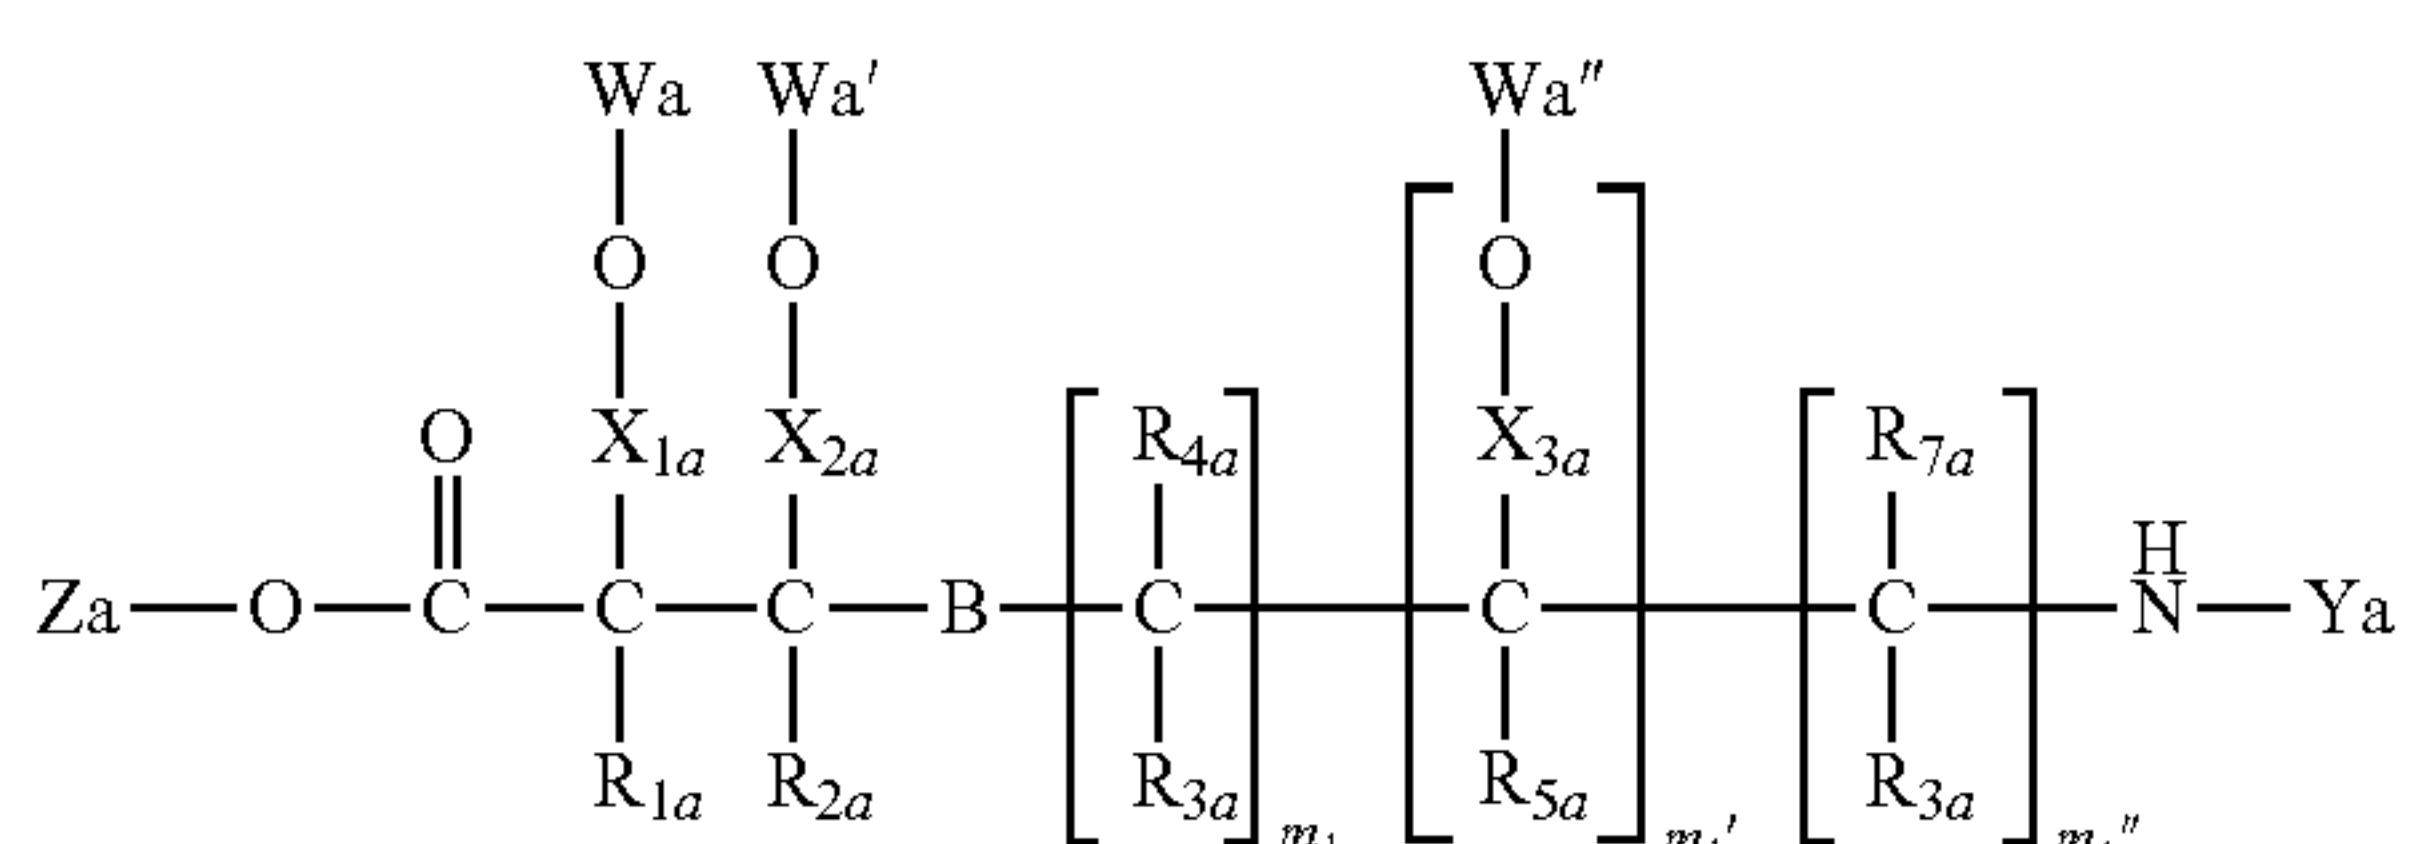 Wa Wa′ Wa″
O O O
O X1a X2a R4a X3a R7a
H
Za O C C C B C C C N Ya
R1a R2a R3a R5a R3a